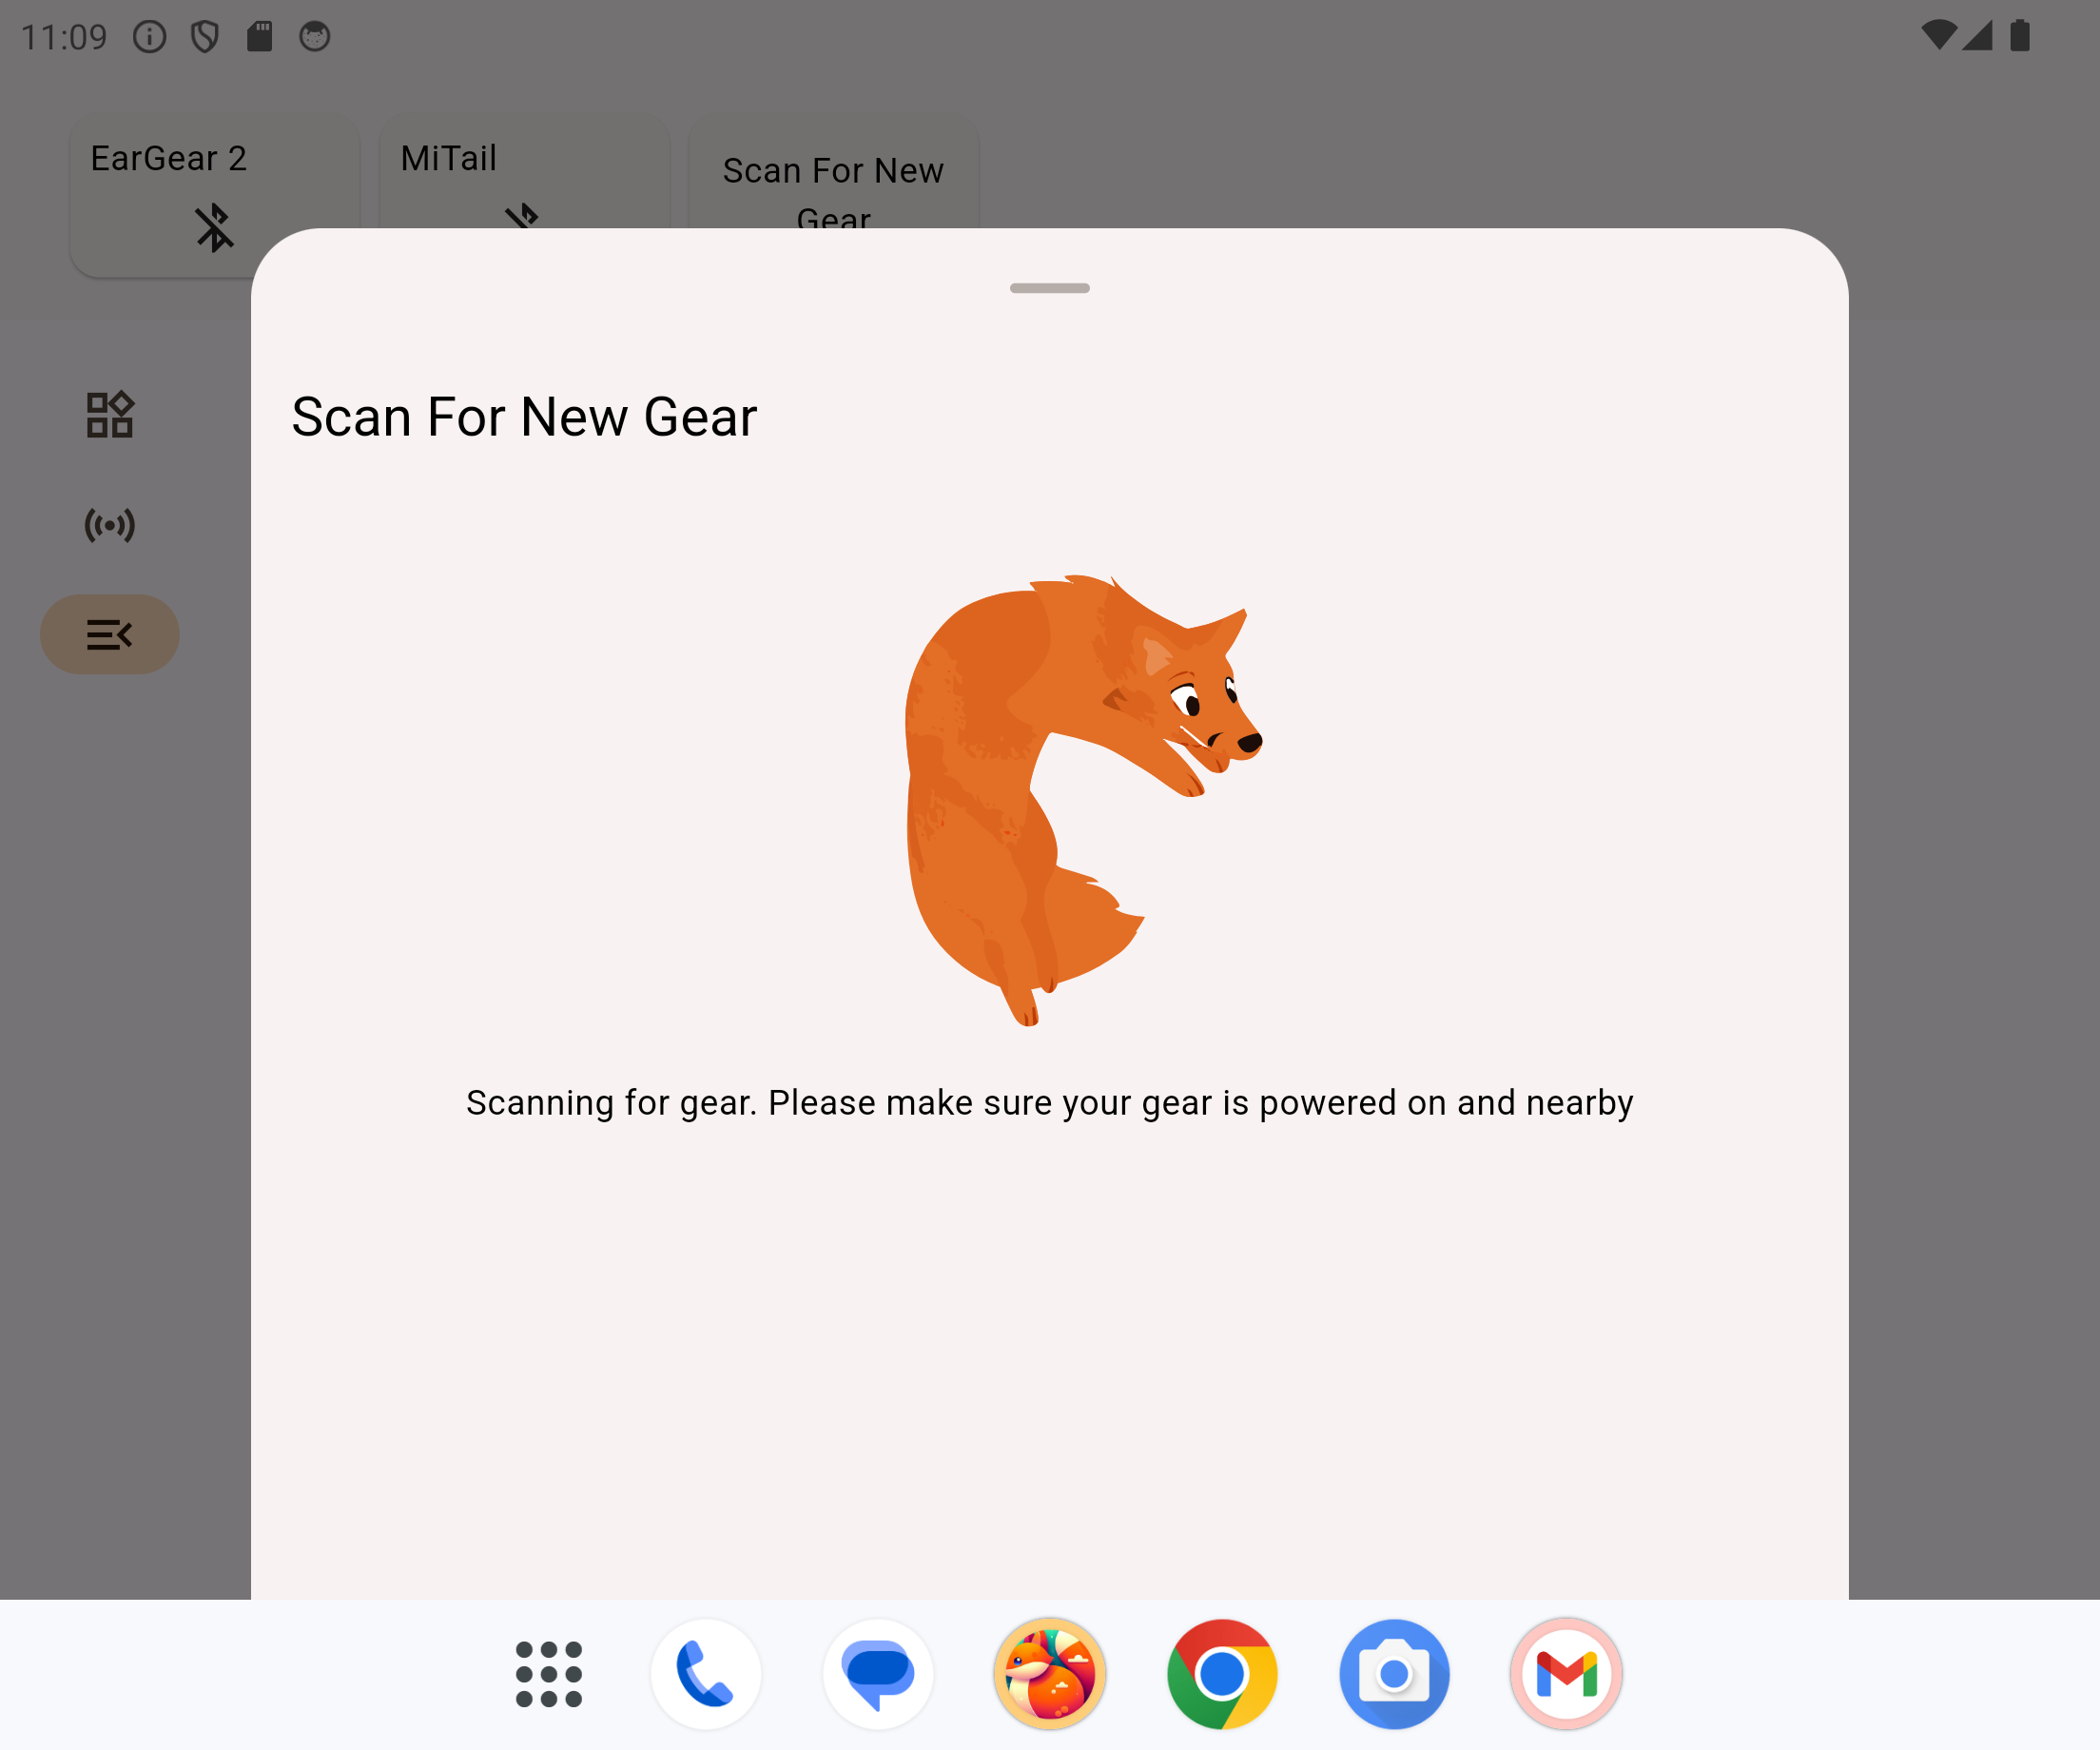 11:09
EarGear 2
MiTail
Scan For New
Gear
Scan For New Gear
Scanning for gear. Please make sure your gear is powered on and nearby